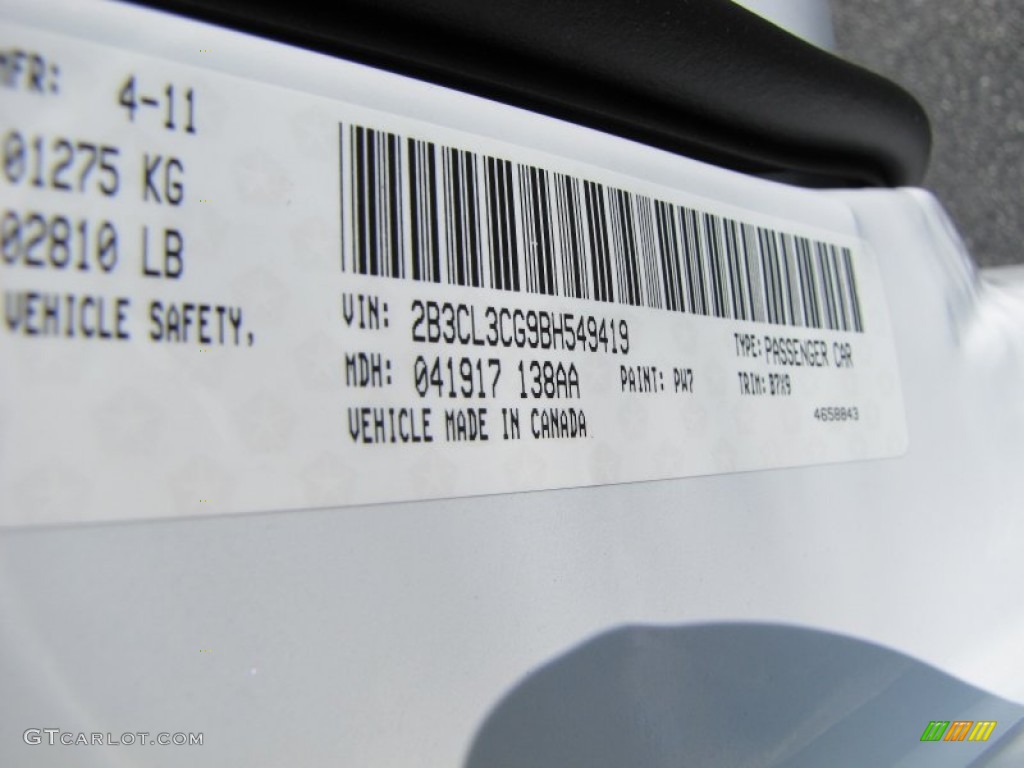 MFR: 4-11
01275 KG
02810 LB
VEHICLE SAFETY,
VIN: 2B3CL3CG9BH549419
TYPE: PASSENGER CAR
MDH: 041917 138AA PAINT: PW7 TRIM: B7X9
VEHICLE MADE IN CANADA
4658843
GTCARLOT.COM